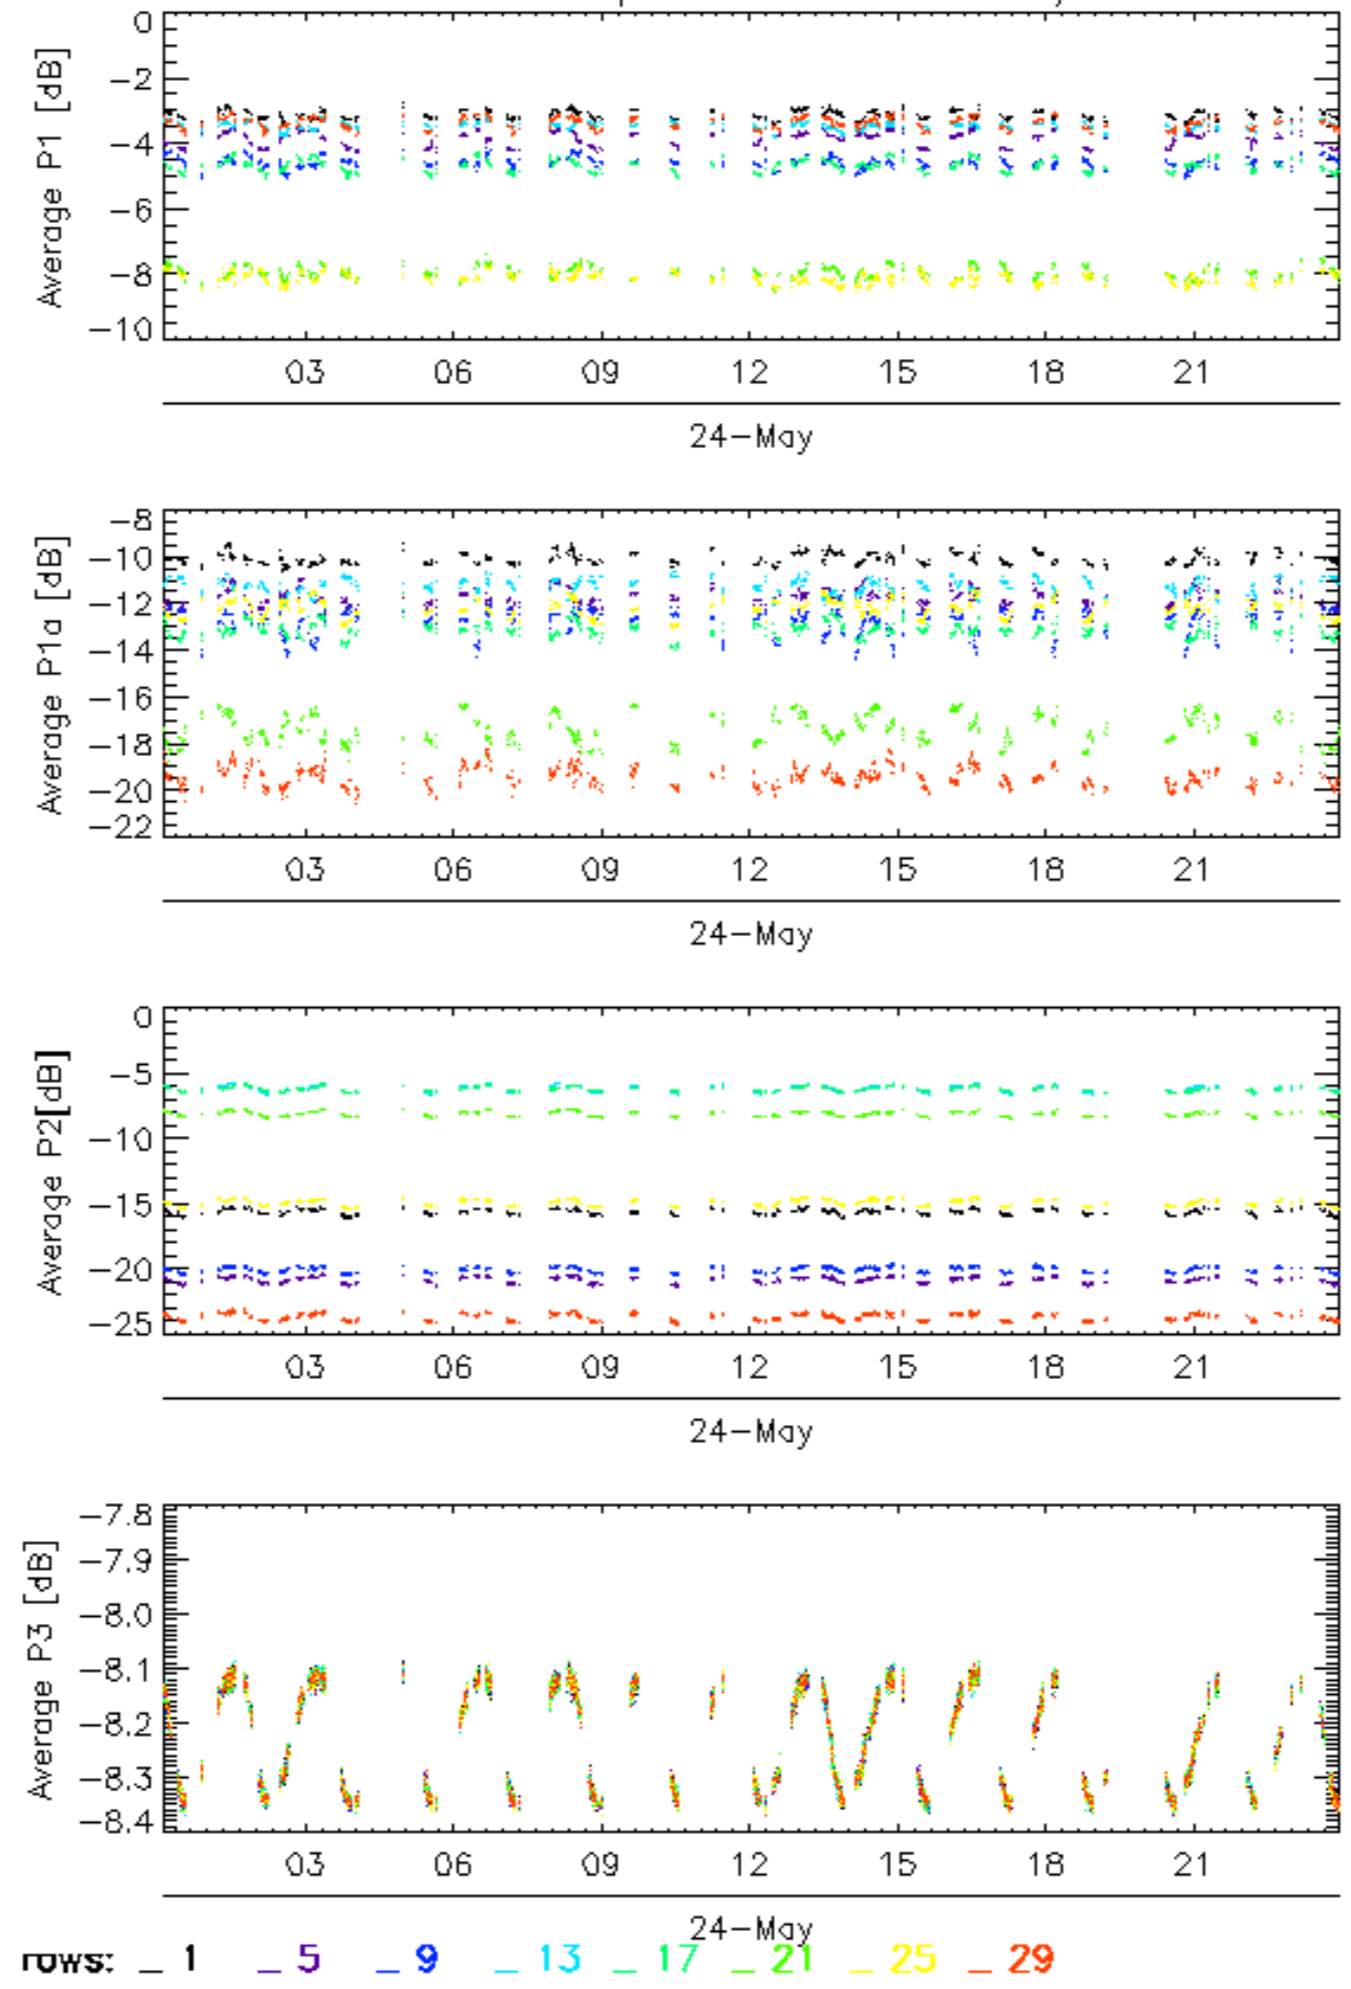 0
-2
-4
-6
-8
-10
Average P1 [dB]
03 06 09 12 15 18 21
24-May
-8
-10
-12
-14
-16
-18
-20
-22
Average P1a [dB]
03 06 09 12 15 18 21
24-May
0
-5
-10
-15
-20
-25
Average P2[dB]
03 06 09 12 15 18 21
24-May
-7.8
-7.9
-8.0
-8.1
-8.2
-8.3
-8.4
Average P3 [dB]
03 06 09 12 15 18 21
24-May
rows: _ 1 _ 5 _ 9 _ 13 _ 17 _ 21 _ 25 _ 29